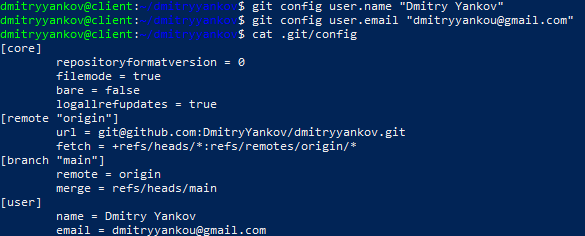 dmitryyankov@client:~/dmitryyankov$ git config user.name "Dmitry Yankov"
dmitryyankov@client:~/dmitryyankov$ git config user.email "dmitryyankou@gmail.com"
dmitryyankov@client:~/dmitryyankov$ cat .git/config
[core]
        repositoryformatversion = 0
        filemode = true
        bare = false
        logallrefupdates = true
[remote "origin"]
        url = git@github.com:DmitryYankov/dmitryyankov.git
        fetch = +refs/heads/*:refs/remotes/origin/*
[branch "main"]
        remote = origin
        merge = refs/heads/main
[user]
        name = Dmitry Yankov
        email = dmitryyankou@gmail.com